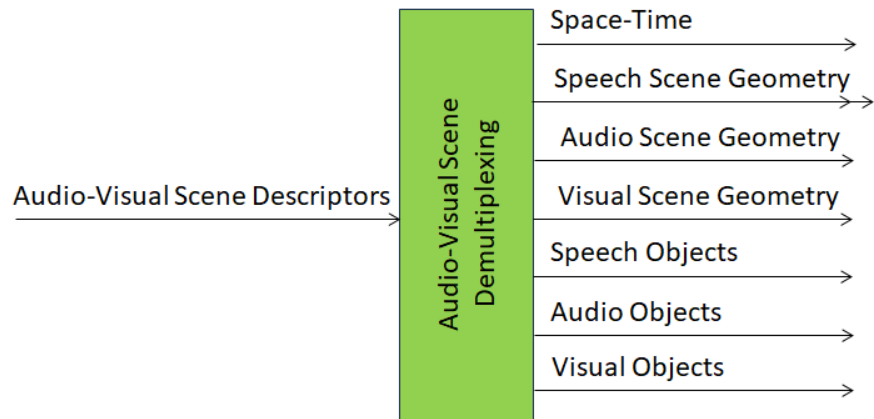 Space-Time
Speech Scene Geometry
Audio Scene Geometry
Audio-Visual Scene Descriptors
Visual Scene Geometry
Audio-Visual Scene
Demultiplexing
Speech Objects
Audio Objects
Visual Objects